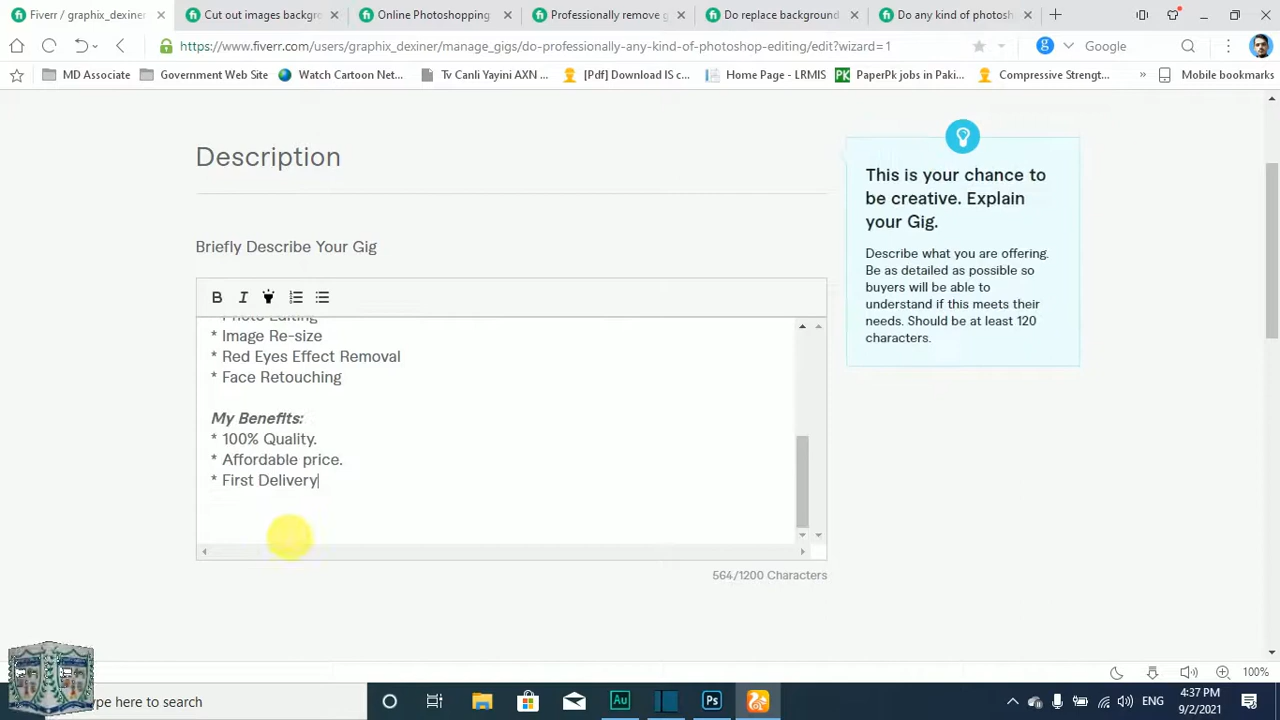 Fiverr / graphix_dexiner
Cut out images backgr
Online Photoshopping
Professionally remove
Do replace background
Do any kind of photosh
https://www.fiverr.com/users/graphix_dexiner/manage_gigs/do-professionally-any-kind-of-photoshop-editing/edit?wizard=1
Google
MD Associate
Government Web Site
Watch Cartoon Net...
Tv Canli Yayini AXN ...
[Pdf] Download IS c...
Home Page - LRMIS
PaperPk jobs in Paki...
Compressive Strengt...
»
Mobile bookmarks
Description
Briefly Describe Your Gig
B I
* Photo Editing
* Image Re-size
* Red Eyes Effect Removal
* Face Retouching
My Benefits:
* 100% Quality.
* Affordable price.
* First Delivery
564/1200 Characters
This is your chance to
be creative. Explain
your Gig.
Describe what you are offering.
Be as detailed as possible so
buyers will be able to
understand if this meets their
needs. Should be at least 120
characters.
100%
ype here to search
Au
Ps
ENG
4:37 PM
9/2/2021